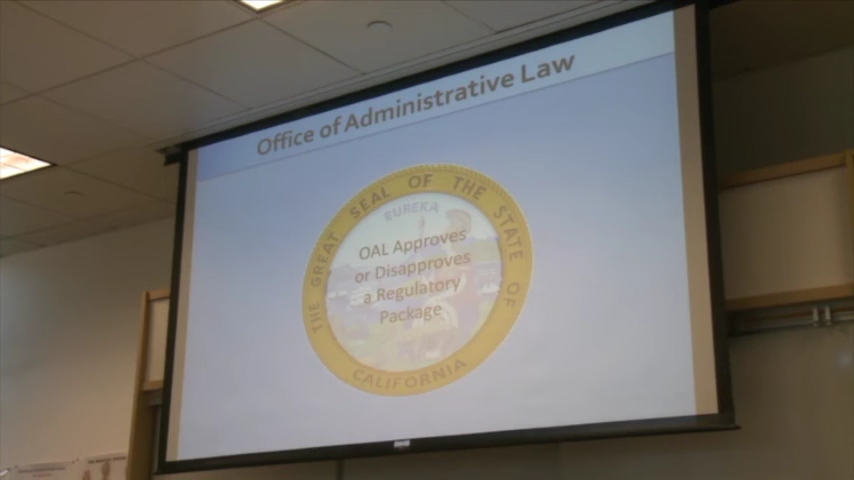 Office of Administrative Law
THE GREAT SEAL OF THE STATE OF
EUREKA
OAL Approves
or Disapproves
a Regulatory
Package
CALIFORNIA